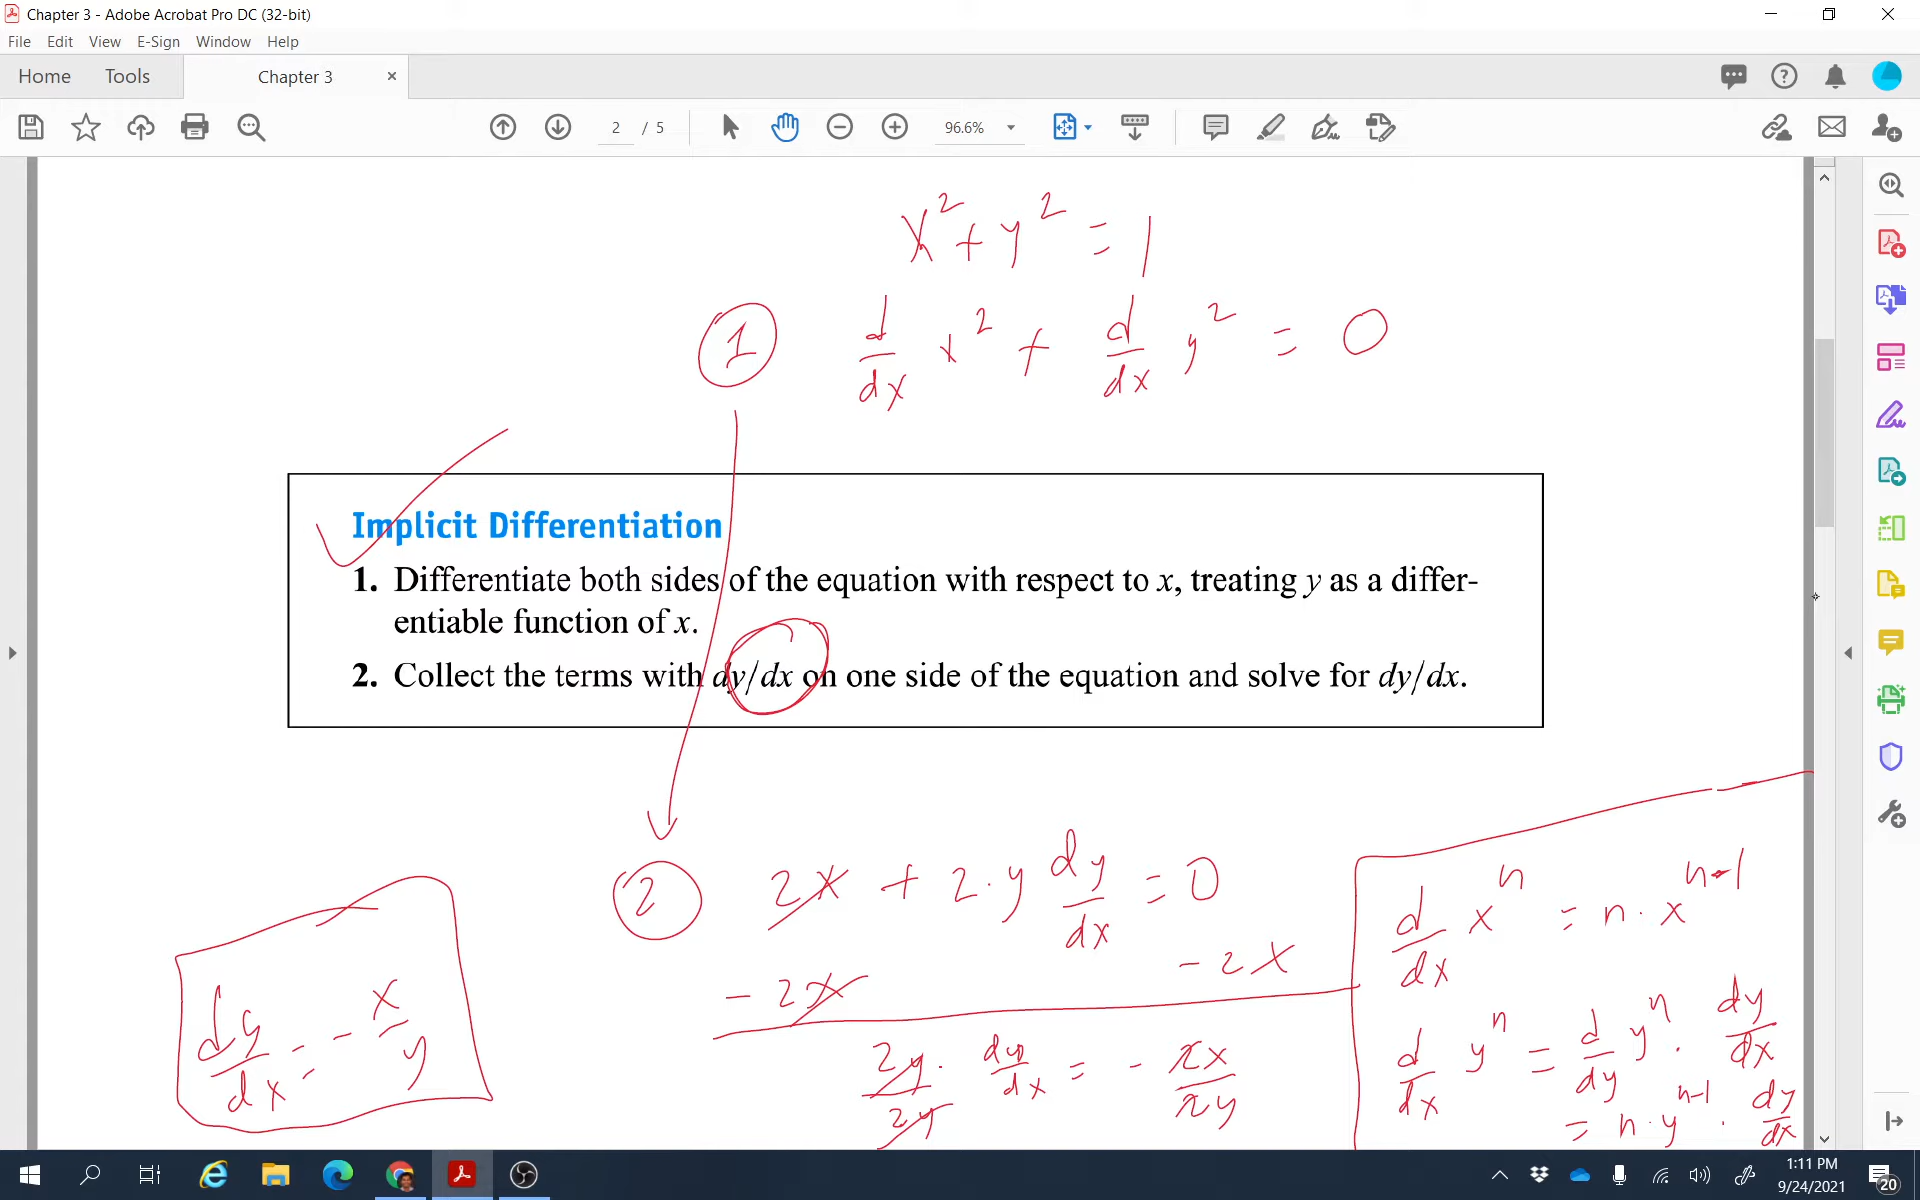 Chapter 3 - Adobe Acrobat Pro DC (32-bit)
File Edit View E-Sign Window Help
Home Tools Chapter 3 ×
2 / 5 96.6%
x² + y² = 1
① d/dx x² + d/dx y² = 0
Implicit Differentiation
1. Differentiate both sides of the equation with respect to x, treating y as a differ-
entiable function of x.
2. Collect the terms with dy/dx on one side of the equation and solve for dy/dx.
② 2x + 2·y dy/dx = 0
- 2x - 2x
2y/2y · dy/dx = - 2x/2y
dy/dx = - x/y
d/dx xⁿ = n · xⁿ⁻¹
d/dx yⁿ = d/dy yⁿ · dy/dx
= n · yⁿ⁻¹ · dy/dx
1:11 PM
9/24/2021
20